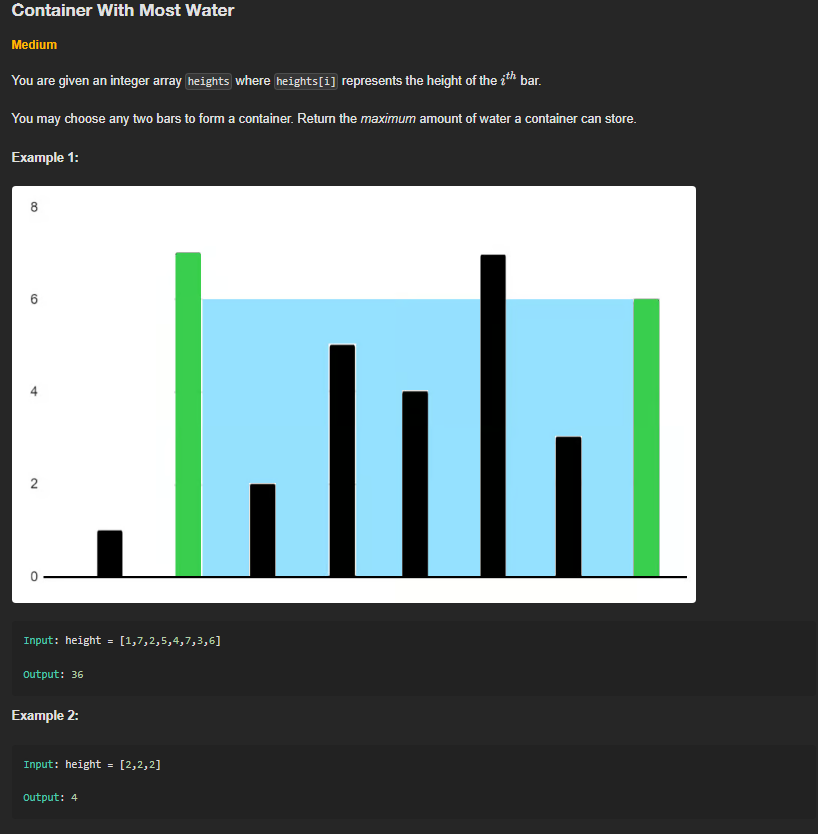 Container With Most Water
Medium
You are given an integer array heights where heights[i] represents the height of the iᵗʰ bar.
You may choose any two bars to form a container. Return the maximum amount of water a container can store.
Example 1:
8
6
4
2
0
Input: height = [1,7,2,5,4,7,3,6]
Output: 36
Example 2:
Input: height = [2,2,2]
Output: 4